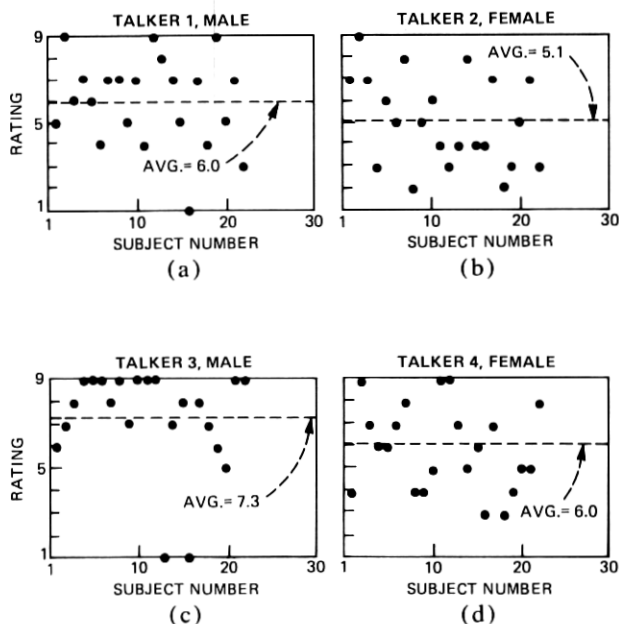 TALKER 1, MALE
TALKER 2, FEMALE
9
5
1
RATING
AVG.= 6.0
AVG.= 5.1
1 10 20 30
1 10 20 30
SUBJECT NUMBER
SUBJECT NUMBER
(a)
(b)
TALKER 3, MALE
TALKER 4, FEMALE
9
5
1
RATING
AVG.= 7.3
AVG.= 6.0
1 10 20 30
1 10 20 30
SUBJECT NUMBER
SUBJECT NUMBER
(c)
(d)